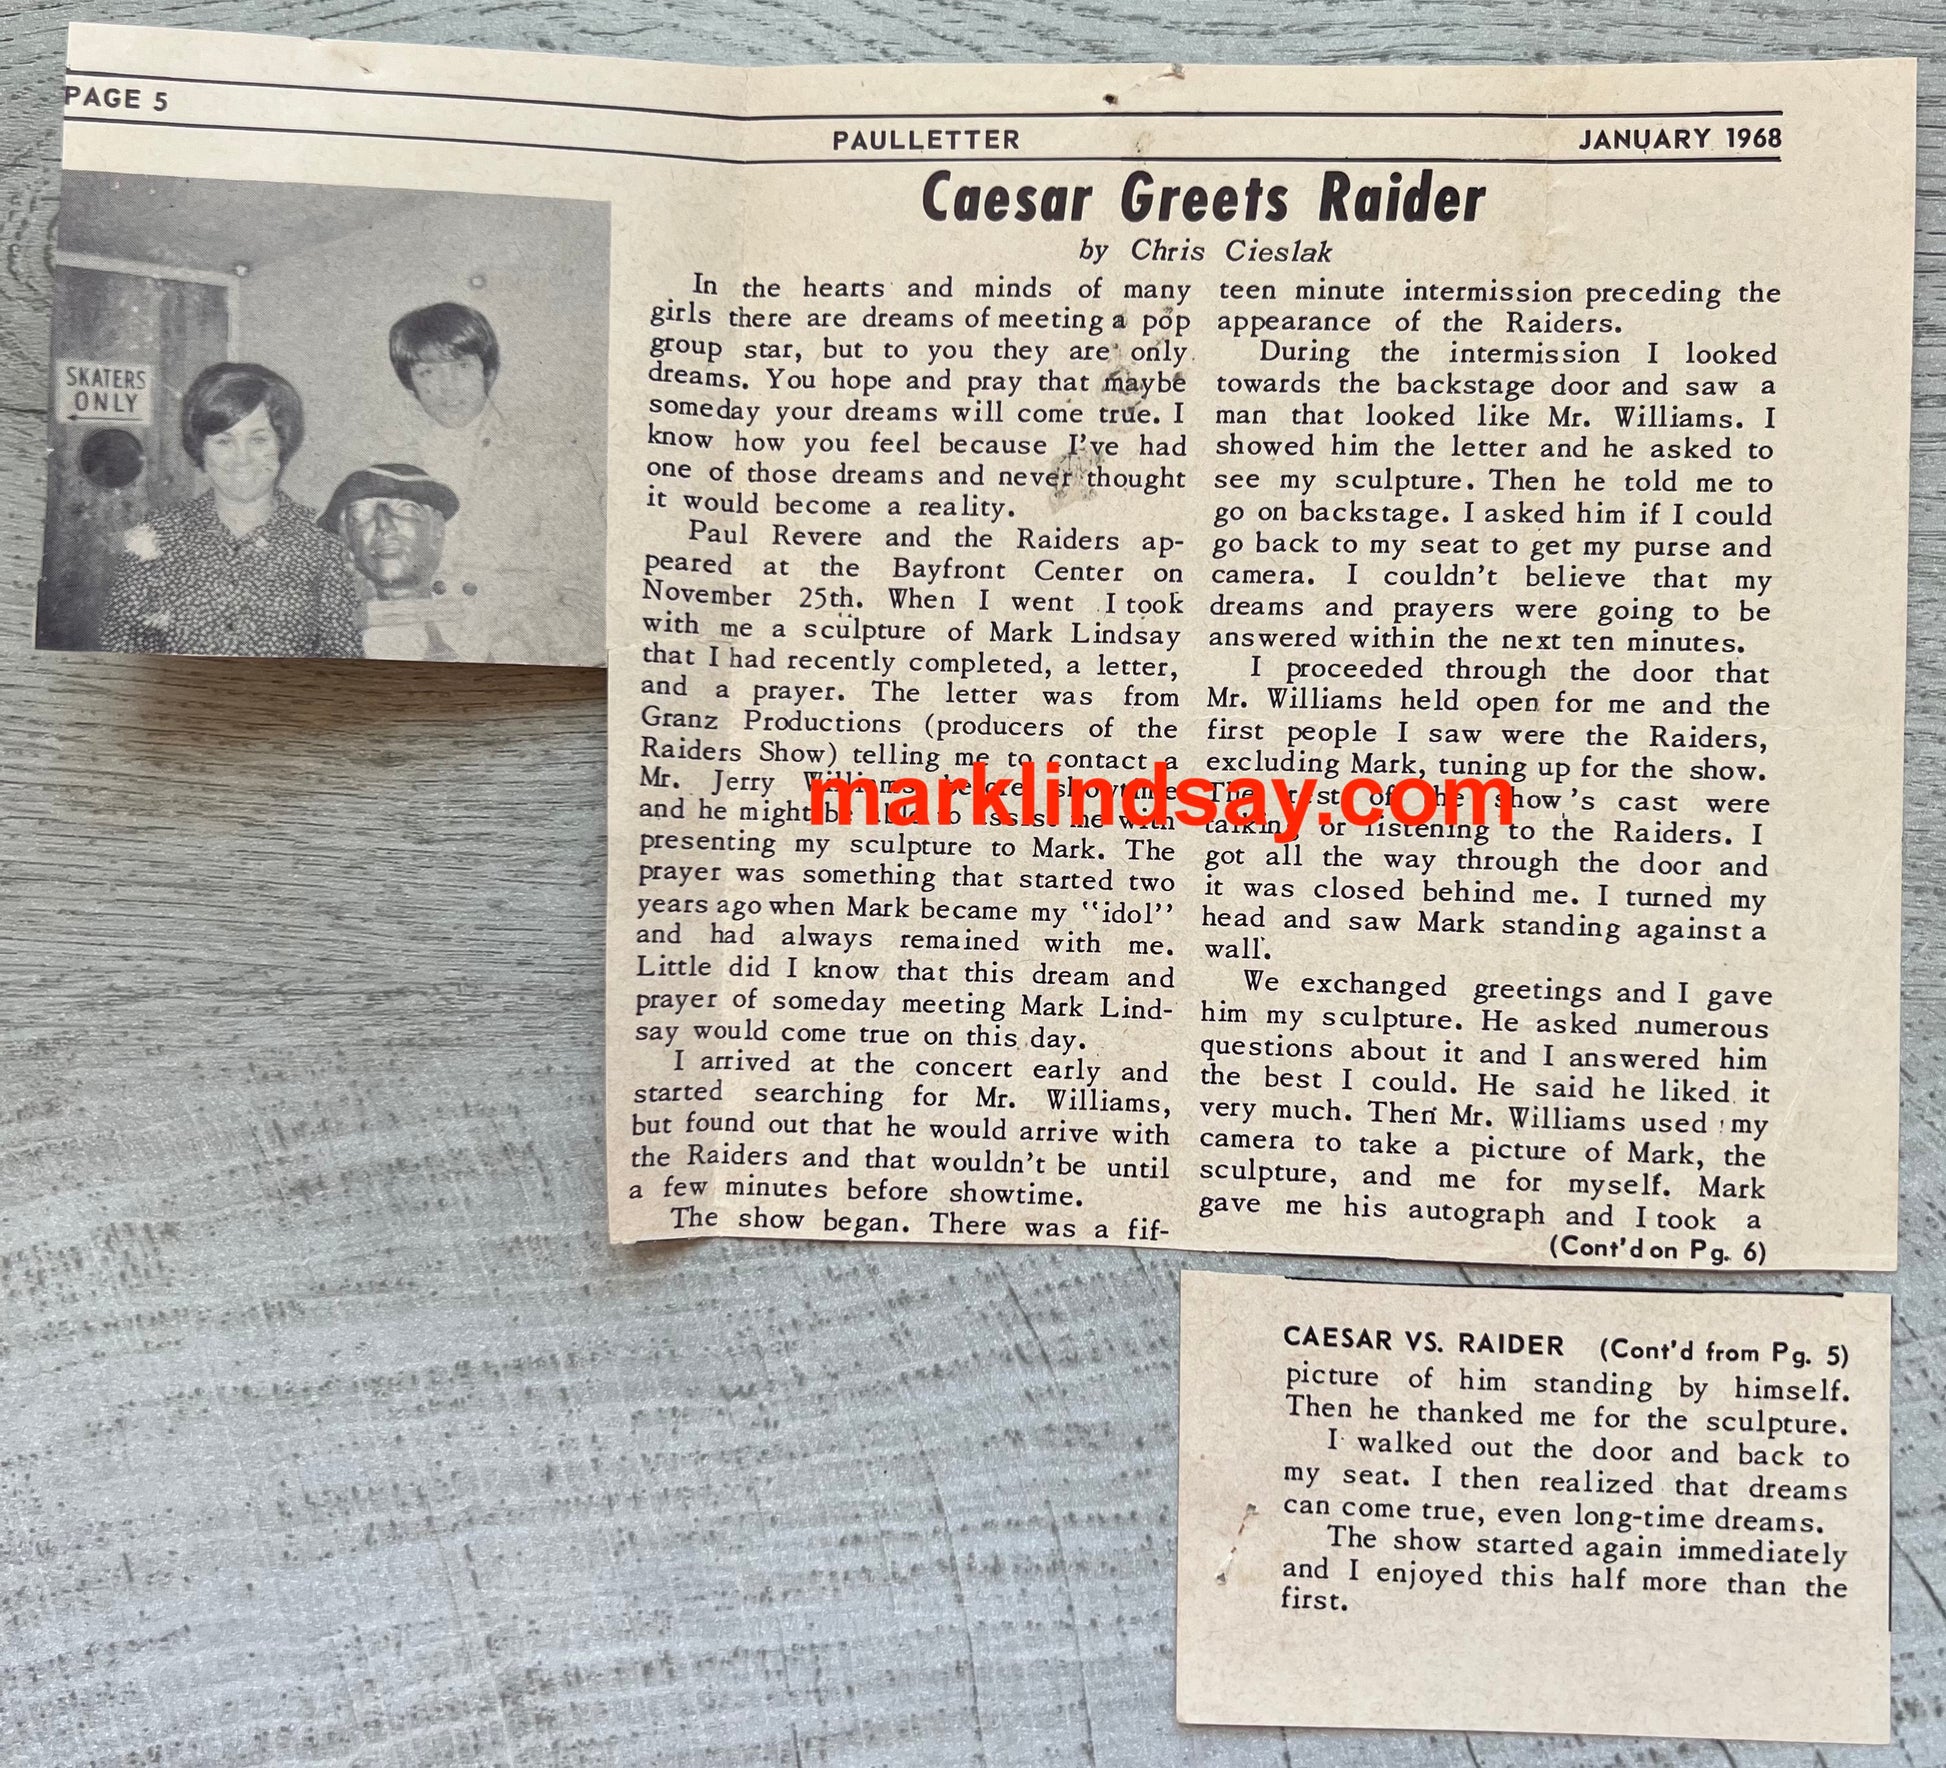 PAGE 5
PAULLETTER
JANUARY 1968
SKATERS
ONLY
Caesar Greets Raider
by Chris Cieslak
In the hearts and minds of many
girls there are dreams of meeting a pop
group star, but to you they are only
dreams. You hope and pray that maybe
someday your dreams will come true. I
know how you feel because I've had
one of those dreams and never thought
it would become a reality.
Paul Revere and the Raiders ap-
peared at the Bayfront Center on
November 25th. When I went I took
with me a sculpture of Mark Lindsay
that I had recently completed, a letter,
and a prayer. The letter was from
Granz Productions (producers of the
Raiders Show) telling me to contact a
Mr. Jerry Williams before showtime
and he might be able to assist me with
presenting my sculpture to Mark. The
prayer was something that started two
years ago when Mark became my "idol"
and had always remained with me.
Little did I know that this dream and
prayer of someday meeting Mark Lind-
say would come true on this day.
I arrived at the concert early and
started searching for Mr. Williams,
but found out that he would arrive with
the Raiders and that wouldn't be until
a few minutes before showtime.
The show began. There was a fif-
teen minute intermission preceding the
appearance of the Raiders.
During the intermission I looked
towards the backstage door and saw a
man that looked like Mr. Williams. I
showed him the letter and he asked to
see my sculpture. Then he told me to
go on backstage. I asked him if I could
go back to my seat to get my purse and
camera. I couldn't believe that my
dreams and prayers were going to be
answered within the next ten minutes.
I proceeded through the door that
Mr. Williams held open for me and the
first people I saw were the Raiders,
excluding Mark, tuning up for the show.
The rest of the show's cast were
talking or listening to the Raiders. I
got all the way through the door and
it was closed behind me. I turned my
head and saw Mark standing against a
wall.
We exchanged greetings and I gave
him my sculpture. He asked numerous
questions about it and I answered him
the best I could. He said he liked it
very much. Then Mr. Williams used my
camera to take a picture of Mark, the
sculpture, and me for myself. Mark
gave me his autograph and I took a
(Cont'd on Pg. 6)
marklindsay.com
CAESAR VS. RAIDER (Cont'd from Pg. 5)
picture of him standing by himself.
Then he thanked me for the sculpture.
I walked out the door and back to
my seat. I then realized that dreams
can come true, even long-time dreams.
The show started again immediately
and I enjoyed this half more than the
first.